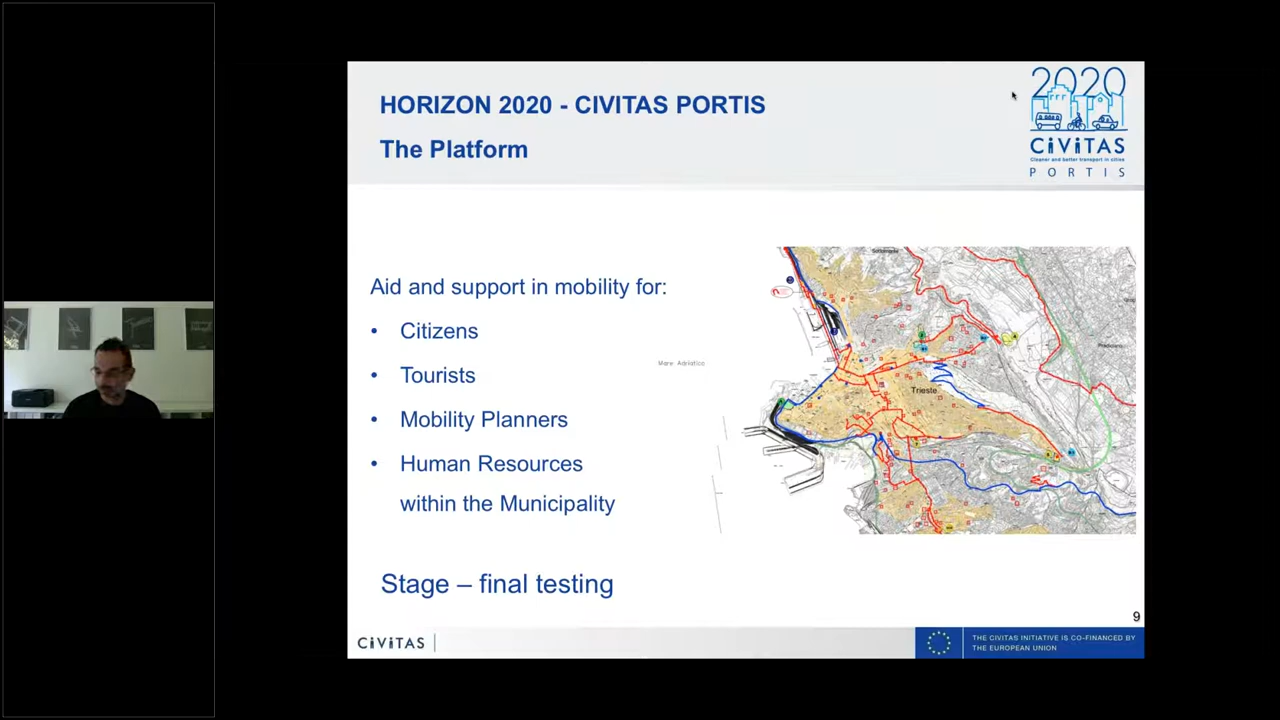 HORIZON 2020 - CIVITAS PORTIS
The Platform
2020
CiViTAS
Cleaner and better transport in cities
PORTIS
Aid and support in mobility for:
• Citizens
• Tourists
• Mobility Planners
• Human Resources
within the Municipality
Mare Adriatico
Trieste
Stage – final testing
9
CiViTAS
THE CIVITAS INITIATIVE IS CO-FINANCED BY
THE EUROPEAN UNION